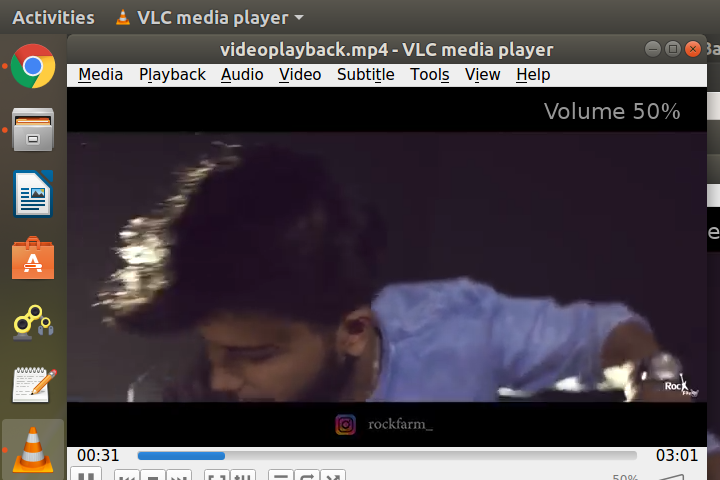 Activities VLC media player
videoplayback.mp4 - VLC media player
Media Playback Audio Video Subtitle Tools View Help
Volume 50%
Rock
rockfarm_
00:31 03:01
50%